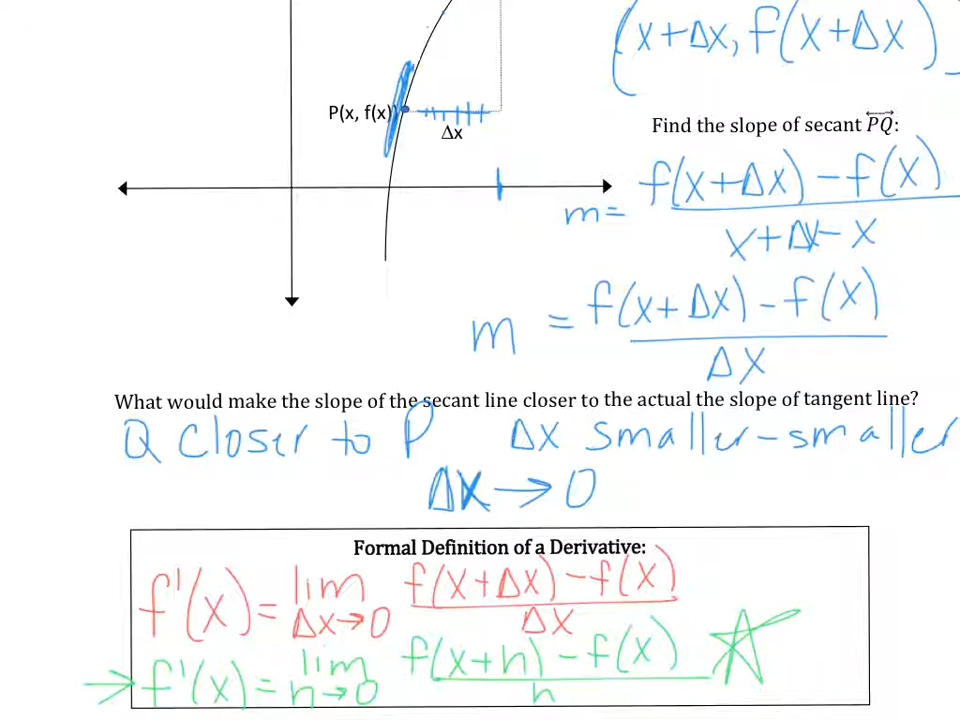 (x+Δx, f(x+Δx)
P(x, f(x))
Δx
Find the slope of secant PQ:
m = f(x+Δx) - f(x) / x+Δx-x
m = f(x+Δx) - f(x) / Δx
What would make the slope of the secant line closer to the actual the slope of tangent line?
Q closer to P Δx smaller-smaller
Δx → 0
Formal Definition of a Derivative:
f'(x) = lim Δx→0 f(x+Δx) - f(x) / Δx
→ f'(x) = lim h→0 f(x+h) - f(x) / h